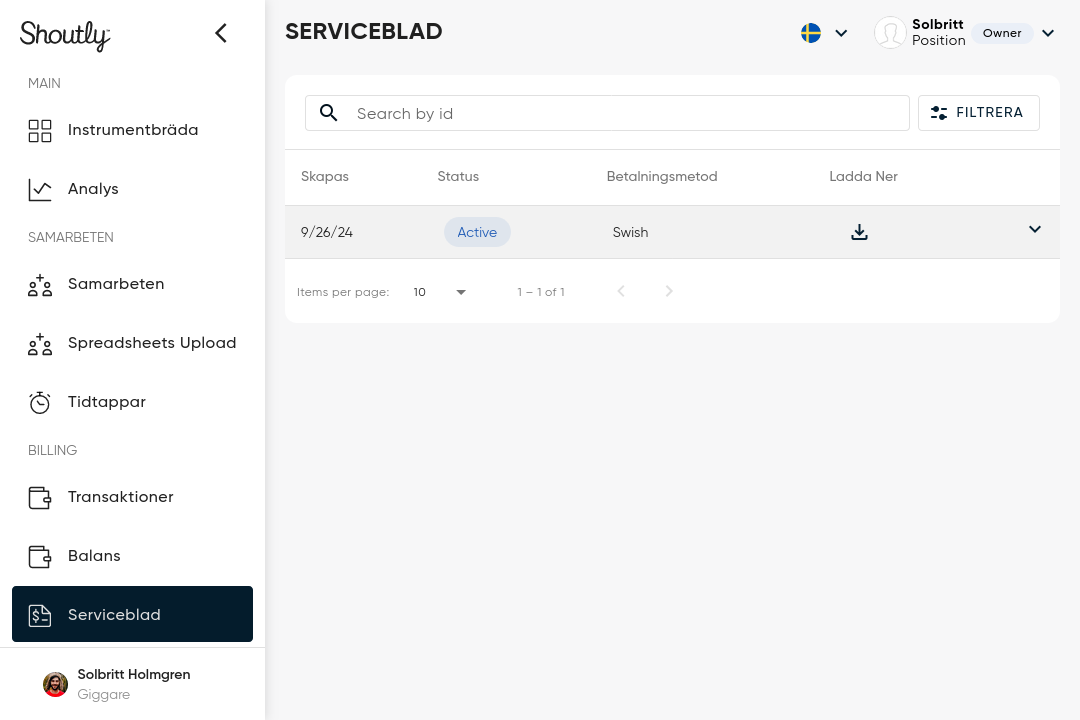 Shoutly
MAIN
Instrumentbräda
Analys
SAMARBETEN
Samarbeten
Spreadsheets Upload
Tidtappar
BILLING
Transaktioner
Balans
Serviceblad
Solbritt Holmgren
Giggare
SERVICEBLAD
Solbritt
Position
Owner
Search by id
FILTRERA
Skapas Status Betalningsmetod Ladda Ner
9/26/24 Active Swish
Items per page: 10 1 – 1 of 1